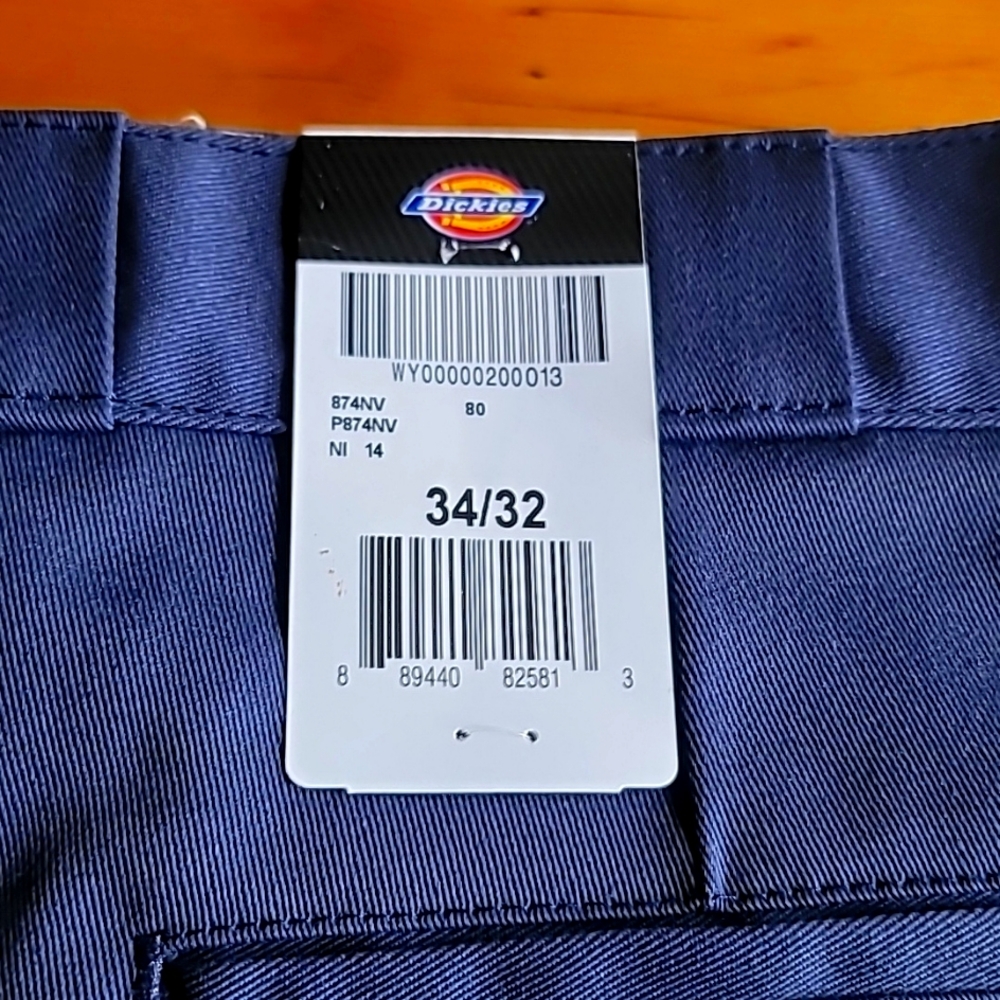 Dickies
WY00000200013
874NV 80
P874NV
NI 14
34/32
8 89440 82581 3